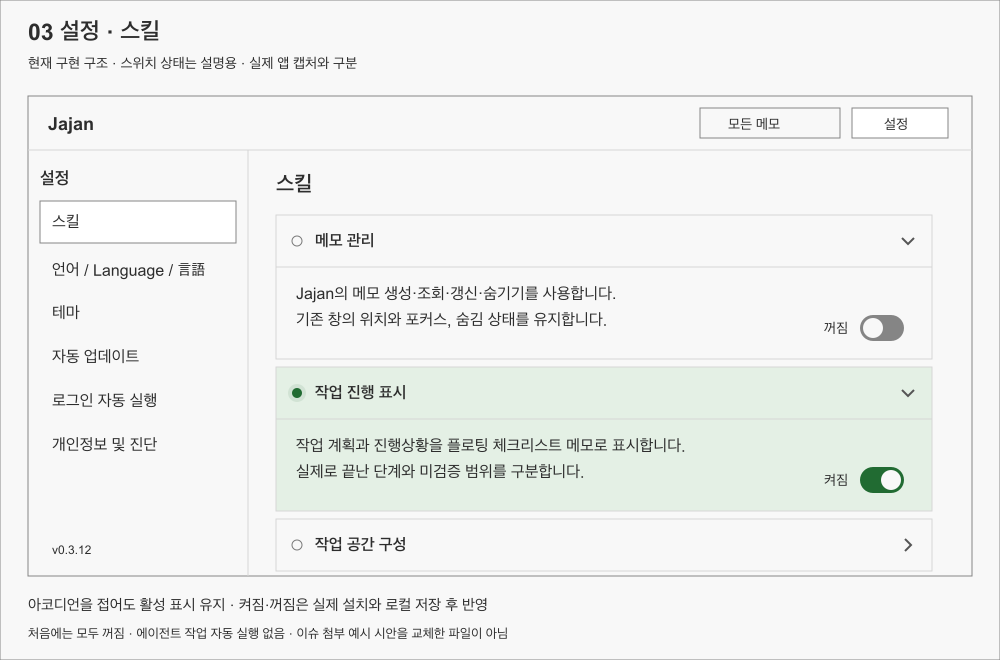 03 설정 · 스킬
현재 구현 구조 · 스위치 상태는 설명용 · 실제 앱 캡처와 구분
Jajan
모든 메모
설정
설정
스킬
언어 / Language / 言語
테마
자동 업데이트
로그인 자동 실행
개인정보 및 진단
v0.3.12
스킬
메모 관리
Jajan의 메모 생성·조회·갱신·숨기기를 사용합니다.
기존 창의 위치와 포커스, 숨김 상태를 유지합니다.
꺼짐
작업 진행 표시
작업 계획과 진행상황을 플로팅 체크리스트 메모로 표시합니다.
실제로 끝난 단계와 미검증 범위를 구분합니다.
켜짐
작업 공간 구성
아코디언을 접어도 활성 표시 유지 · 켜짐·꺼짐은 실제 설치와 로컬 저장 후 반영
처음에는 모두 꺼짐 · 에이전트 작업 자동 실행 없음 · 이슈 첨부 예시 시안을 교체한 파일이 아님